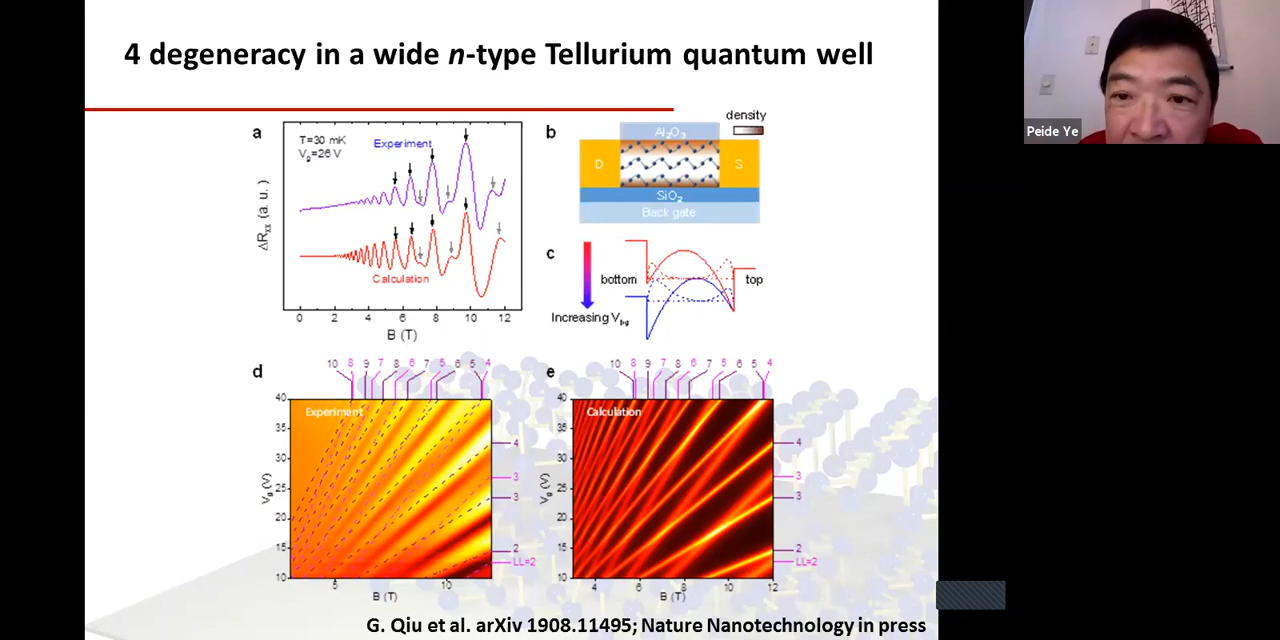 4 degeneracy in a wide n-type Tellurium quantum well
Peide Ye
a
T=30 mK
Vg=26 V
Experiment
Calculation
ΔRxx (a. u.)
0 2 4 6 8 10 12
B (T)
b
density
Al2O3
D
S
SiO2
Back gate
c
bottom
top
Increasing Vbg
d
10 8 9 7 8 6 7 5 6 4
Experiment
40
35
30
25
20
15
10
Vg (V)
4
3
3
2
LL=2
5 10
B (T)
e
10 8 9 7 8 6 7 5 6 4
Calculation
40
35
30
25
20
15
10
Vg (V)
4
3
3
2
LL=2
4 6 8 10 12
B (T)
G. Qiu et al. arXiv 1908.11495; Nature Nanotechnology in press